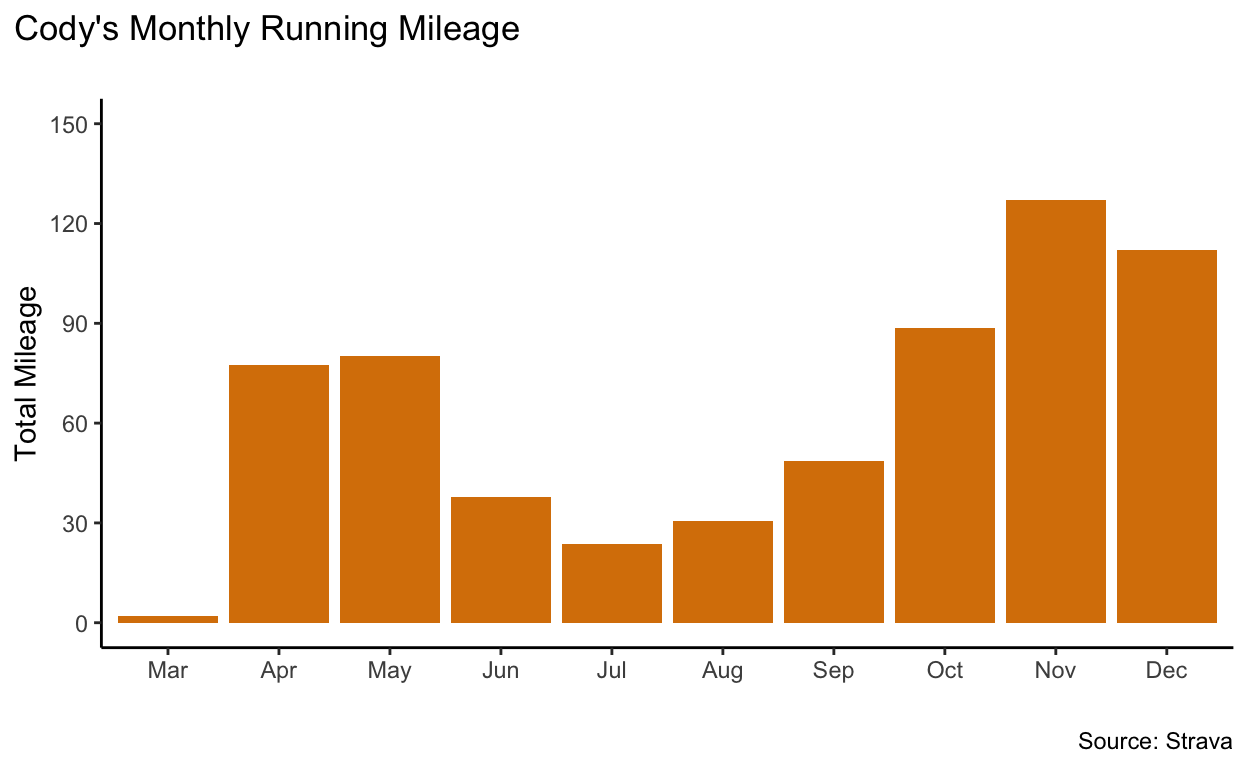 Cody's Monthly Running Mileage
Total Mileage
150
120
90
60
30
0
Mar Apr May Jun Jul Aug Sep Oct Nov Dec
Source: Strava